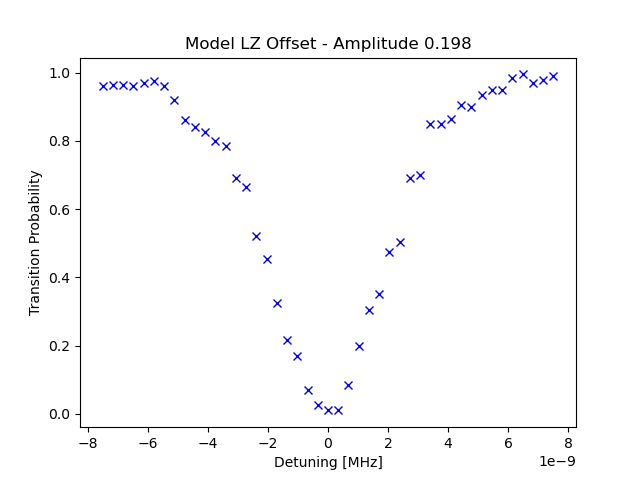 Model LZ Offset - Amplitude 0.198
1.0
0.8
0.6
0.4
0.2
0.0
Transition Probability
−8 −6 −4 −2 0 2 4 6 8
1e−9
Detuning [MHz]